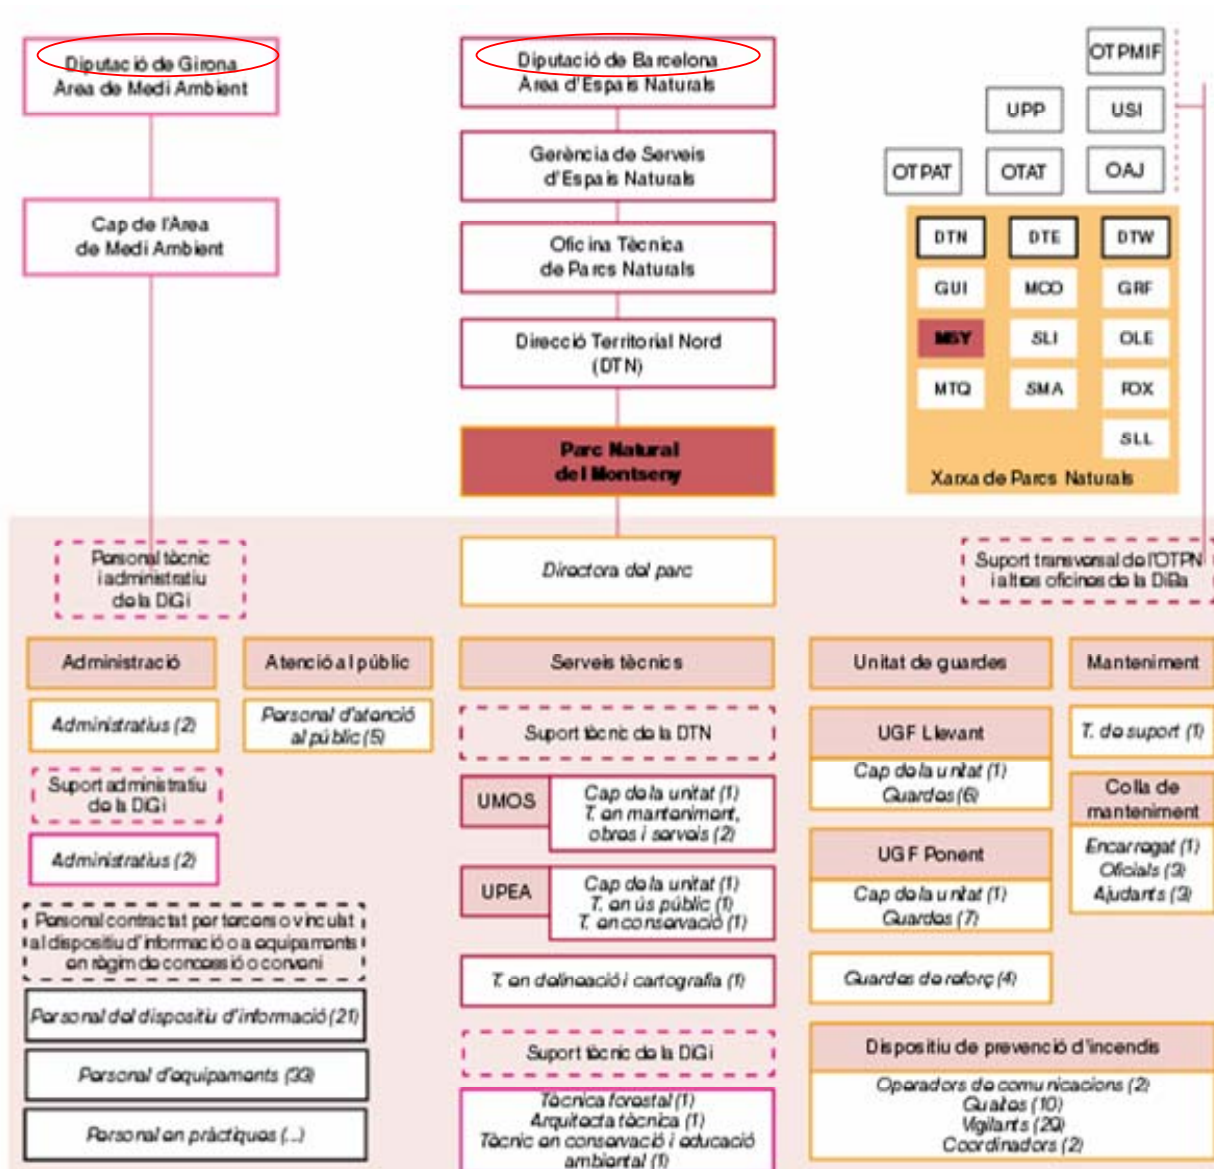 Diputació de Girona
Àrea de Medi Ambient
Cap de l'Àrea
de Medi Ambient
Diputació de Barcelona
Àrea d'Espais Naturals
Gerència de Serveis
d'Espais Naturals
Oficina Tècnica
de Parcs Naturals
Direcció Territorial Nord
(DTN)
Parc Natural
del Montseny
OTPMIF
UPP
USI
OTPAT
OTAT
OAJ
DTN
DTE
DTW
GUI
MCO
GRF
MSY
SLI
OLE
MTQ
SMA
FOX
SLL
Xarxa de Parcs Naturals
Personal tècnic
i administratiu
de la DiGi
Directora del parc
Suport transversal de l'OTPN
i altres oficines de la DiBa
Administració
Administratius (2)
Suport administratiu
de la DiGi
Administratius (2)
Atenció al públic
Personal d'atenció
al públic (5)
Personal contractat per tercers o vinculat
al dispositiu d'informació o a equipaments
en règim de concessió o conveni
Personal del dispositiu d'informació (21)
Personal d'equipaments (33)
Personal en pràctiques (...)
Serveis tècnics
Suport tècnic de la DTN
UMOS
Cap de la unitat (1)
T. en manteniment,
obres i serveis (2)
UPEA
Cap de la unitat (1)
T. en ús públic (1)
T. en conservació (1)
T. en delineació i cartografia (1)
Suport tècnic de la DiGi
Tècnica forestal (1)
Arquitecta tècnica (1)
Tècnic en conservació i educació
ambiental (1)
Unitat de guardes
UGF Llevant
Cap de la unitat (1)
Guardes (6)
UGF Ponent
Cap de la unitat (1)
Guardes (7)
Guardes de reforç (4)
Manteniment
T. de suport (1)
Colla de
manteniment
Encarregat (1)
Oficials (3)
Ajudants (3)
Dispositiu de prevenció d'incendis
Operadors de comunicacions (2)
Guaites (10)
Vigilants (29)
Coordinadors (2)